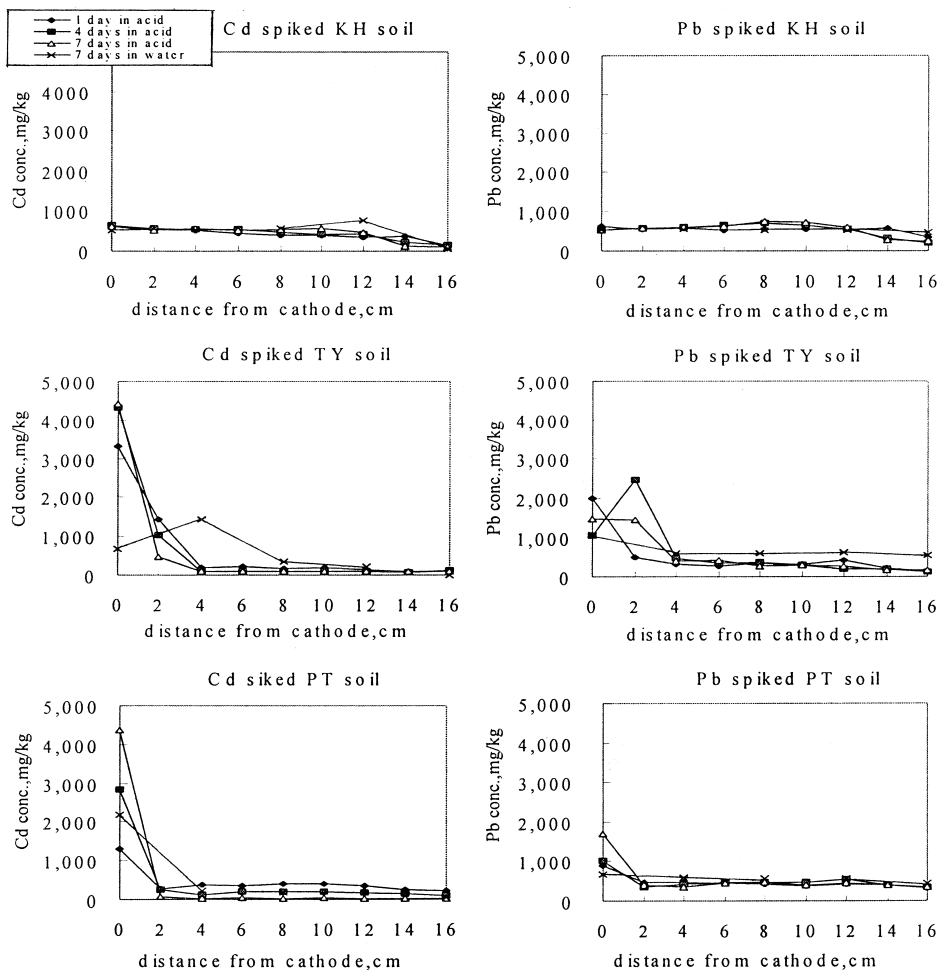 1 day in acid
4 days in acid
7 days in acid
7 days in water
Cd spiked KH soil
Cd conc.,mg/kg
4000
3000
2000
1000
0
0 2 4 6 8 10 12 14 16
distance from cathode,cm
Pb spiked KH soil
Pb conc.,mg/kg
5,000
4,000
3,000
2,000
1,000
0
0 2 4 6 8 10 12 14 16
distance from cathode,cm
Cd spiked TY soil
Cd conc.,mg/kg
5,000
4,000
3,000
2,000
1,000
0
0 2 4 6 8 10 12 14 16
distance from cathode,cm
Pb spiked TY soil
Pb conc.,mg/kg
5,000
4,000
3,000
2,000
1,000
0
0 2 4 6 8 10 12 14 16
distance from cathode,cm
Cd siked PT soil
Cd conc.,mg/kg
5,000
4,000
3,000
2,000
1,000
0
0 2 4 6 8 10 12 14 16
distance from cathode,cm
Pb spiked PT soil
Pb conc.,mg/kg
5,000
4,000
3,000
2,000
1,000
0
0 2 4 6 8 10 12 14 16
distance from cathode,cm